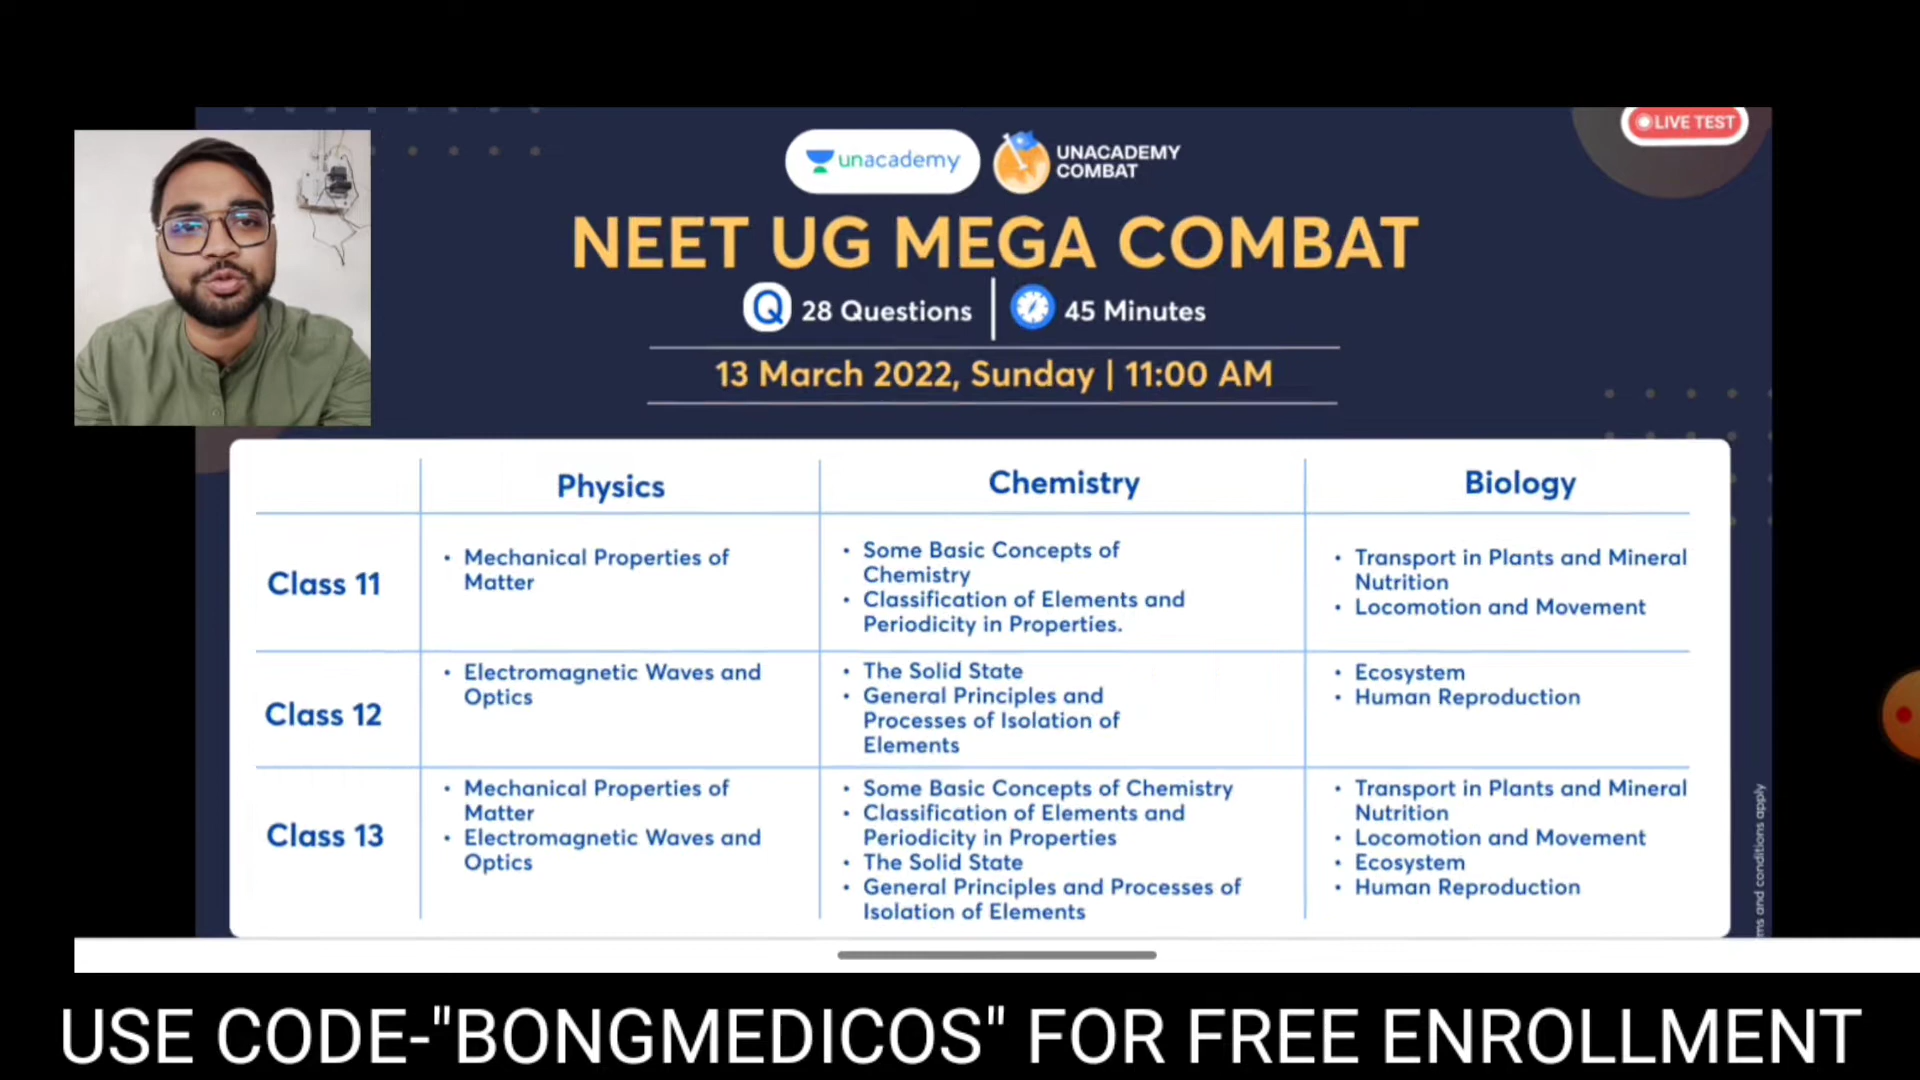 LIVE TEST
unacademy
UNACADEMY
COMBAT
NEET UG MEGA COMBAT
28 Questions
45 Minutes
13 March 2022, Sunday | 11:00 AM
Physics
Chemistry
Biology
Class 11
• Mechanical Properties of
Matter
• Some Basic Concepts of
Chemistry
• Classification of Elements and
Periodicity in Properties.
• Transport in Plants and Mineral
Nutrition
• Locomotion and Movement
Class 12
• Electromagnetic Waves and
Optics
• The Solid State
• General Principles and
Processes of Isolation of
Elements
• Ecosystem
• Human Reproduction
Class 13
• Mechanical Properties of
Matter
• Electromagnetic Waves and
Optics
• Some Basic Concepts of Chemistry
• Classification of Elements and
Periodicity in Properties
• The Solid State
• General Principles and Processes of
Isolation of Elements
• Transport in Plants and Mineral
Nutrition
• Locomotion and Movement
• Ecosystem
• Human Reproduction
and conditions apply
USE CODE-"BONGMEDICOS" FOR FREE ENROLLMENT